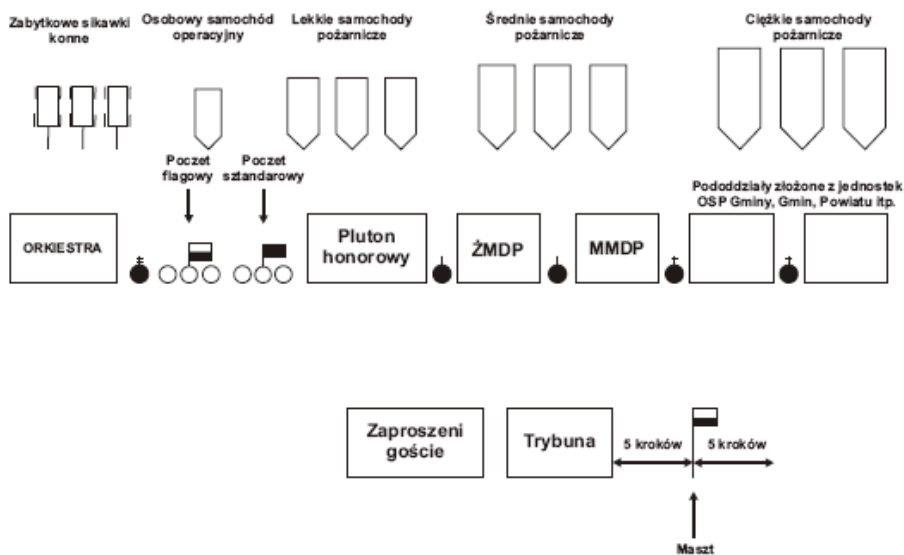 Zabytkowe sikawki
konne
Osobowy samochód
operacyjny
Lekkie samochody
pożarnicze
Średnie samochody
pożarnicze
Ciężkie samochody
pożarnicze
Poczet
flagowy
Poczet
sztandarowy
Pododdziały złożone z jednostek
OSP Gminy, Gmin, Powiatu itp.
ORKIESTRA
Pluton
honorowy
ŻMDP
MMDP
Zaproszeni
goście
Trybuna
5 kroków
5 kroków
Maszt